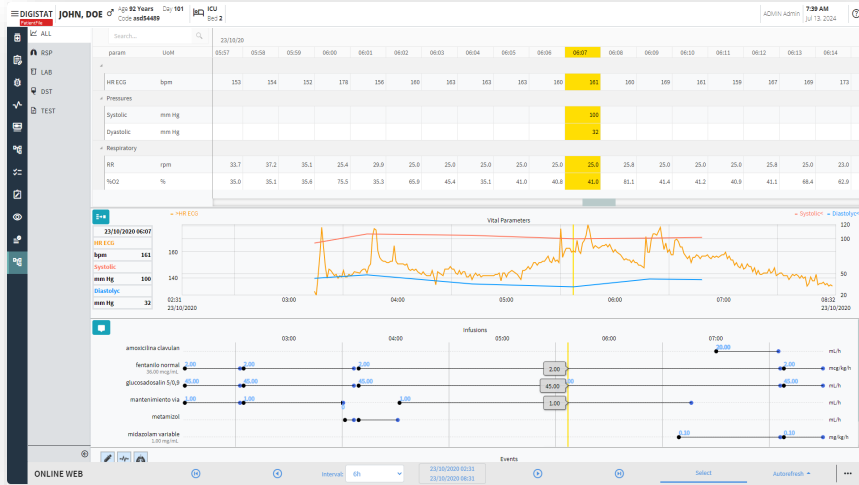 DIGISTAT JOHN, DOE Age 92 Years Day 101 ICU 7:39 AM
PatientFile Code asd54489 Bed 2 ADMIN Admin Jul 13, 2024
ALL
RSP
LAB
DST
TEST
Search... 23/10/20
param UoM 05:57 05:58 05:59 06:00 06:01 06:02 06:03 06:04 06:05 06:06 06:07 06:08 06:09 06:10 06:11 06:12 06:13 06:14
HR ECG bpm 153 154 152 178 156 160 163 163 163 160 161 160 169 161 159 167 169 173
Pressures
Systolic mm Hg 100
Dyastolic mm Hg 32
Respiratory
RR rpm 33.7 37.2 35.1 25.4 29.9 25.0 25.0 25.0 25.0 25.0 25.0 25.8 25.0 25.0 25.0 25.8 25.0 23.0
%O2 % 35.0 35.1 35.6 75.5 35.3 65.9 45.4 35.1 41.0 40.8 41.0 81.1 41.4 41.2 40.9 41.1 68.4 62.9
HR ECG Vital Parameters Systolic Diastolyc
23/10/2020 06:07
HR ECG
bpm 161
Systolic
mm Hg 100
Diastolyc
mm Hg 32
160
140
120
100
50
20
02:31 03:00 04:00 05:00 06:00 07:00 08:32
23/10/2020 23/10/2020
Infusions
03:00 04:00 05:00 06:00 07:00
amoxicilina clavulan 20.00 mL/h
fentanilo normal 2.00 2.00 2.00 2.00 2.00 mcg/kg/h
glucosadosalin 5/0,9 45.00 45.00 45.00 45.00 45.00 mL/h
mantenimiento via 1.00 1.00 1.00 1.00 mL/h
metamizol mL/h
midazolam variable 0.10 0.10 mg/kg/h
1.00 mg/mL
Events
ONLINE WEB Interval: 6h 23/10/2020 02:31 Select Autorefresh
23/10/2020 08:31